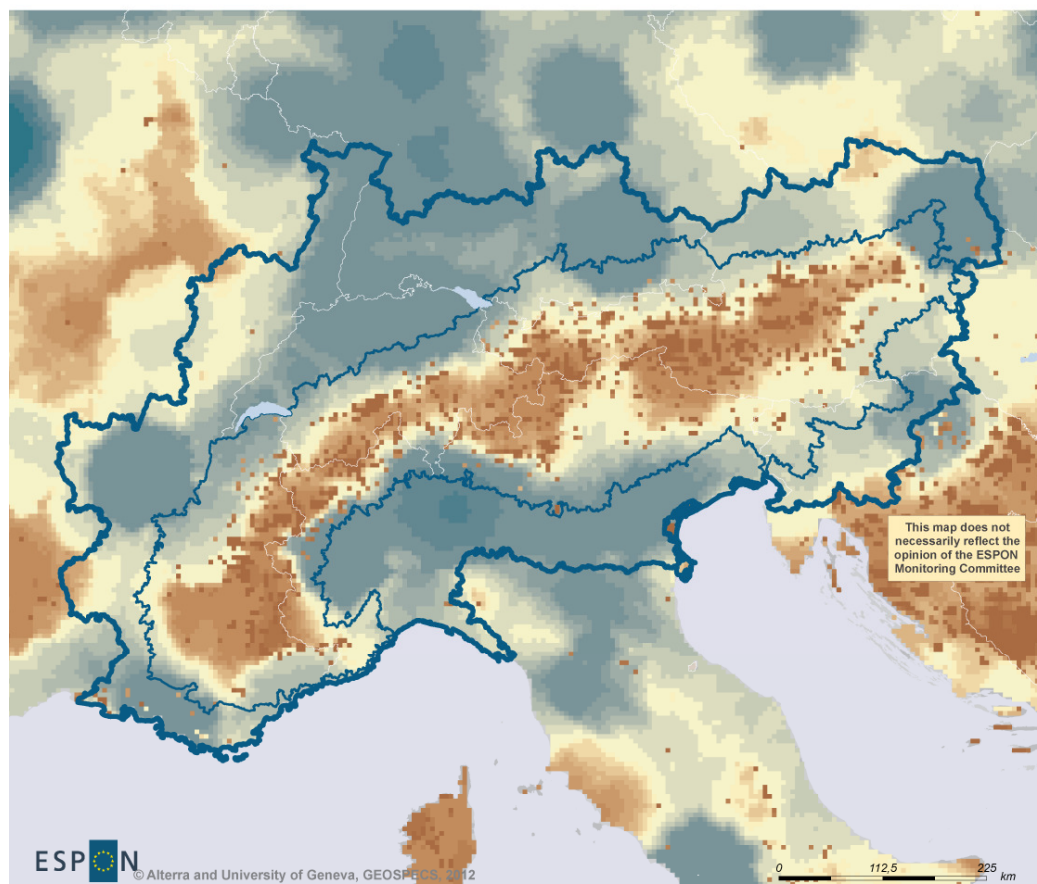 This map does not
necessarily reflect the
opinion of the ESPON
Monitoring Committee
ESPON
© Alterra and University of Geneva, GEOSPECS, 2012
0 112,5 225
km